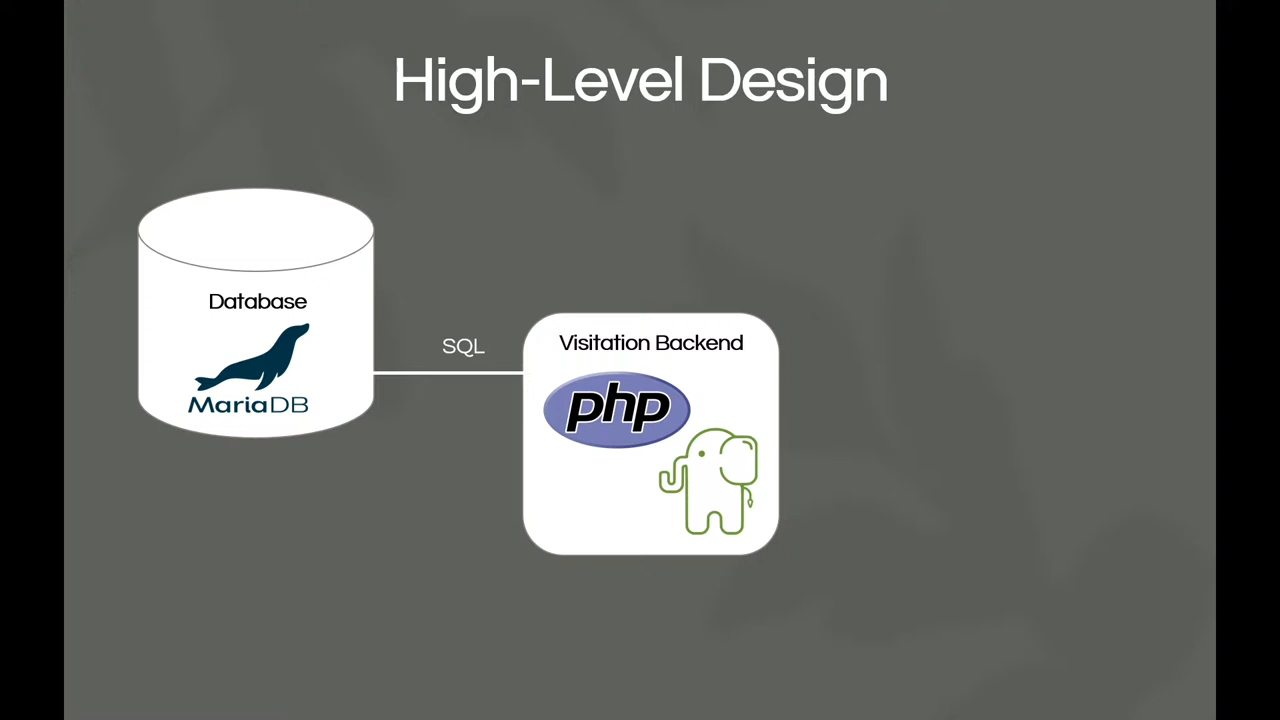 High-Level Design
Database
MariaDB
SQL
Visitation Backend
php